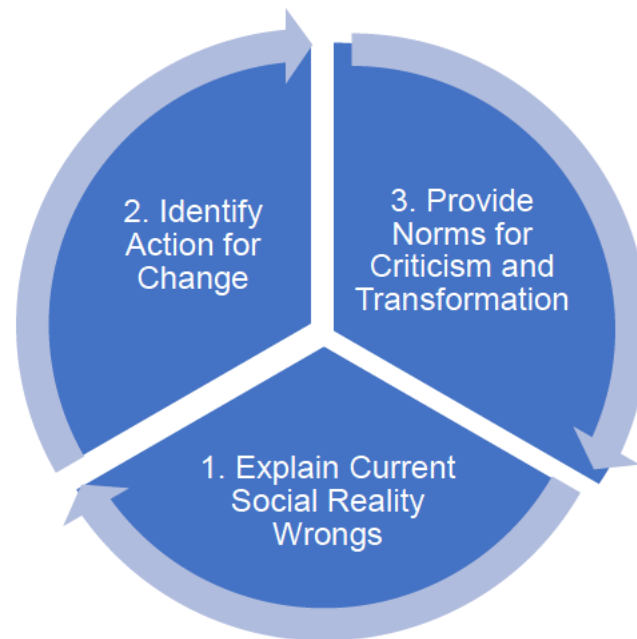 2. Identify
Action for
Change
3. Provide
Norms for
Criticism and
Transformation
1. Explain Current
Social Reality
Wrongs